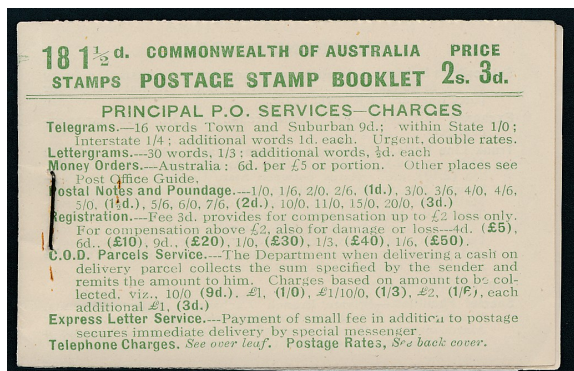 18 1½d. COMMONWEALTH OF AUSTRALIA PRICE
STAMPS POSTAGE STAMP BOOKLET 2s. 3d.
PRINCIPAL P.O. SERVICES—CHARGES
Telegrams.—16 words Town and Suburban 9d.; within State 1/0;
Interstate 1/4; additional words 1d. each. Urgent, double rates.
Lettergrams.—30 words, 1/3; additional words, ½d. each
Money Orders.—Australia: 6d. per £5 or portion. Other places see
Post Office Guide.
Postal Notes and Poundage.—1/0, 1/6, 2/0, 2/6, (1d.), 3/0, 3/6, 4/0, 4/6,
5/0, (1½d.), 5/6, 6/0, 7/6, (2d.), 10/0, 11/0, 15/0, 20/0, (3d.)
Registration.—Fee 3d. provides for compensation up to £2 loss only.
For compensation above £2, also for damage or loss—4d. (£5),
6d., (£10), 9d., (£20), 1/0, (£30), 1/3, (£40), 1/6, (£50).
C.O.D. Parcels Service.—The Department when delivering a cash on
delivery parcel collects the sum specified by the sender and
remits the amount to him. Charges based on amount to be col-
lected, viz., 10/0 (9d.), £1, (1/0), £1/10/0, (1/3), £2, (1/6), each
additional £1, (3d.)
Express Letter Service.—Payment of small fee in addition to postage
secures immediate delivery by special messenger.
Telephone Charges. See over leaf. Postage Rates, See back cover.